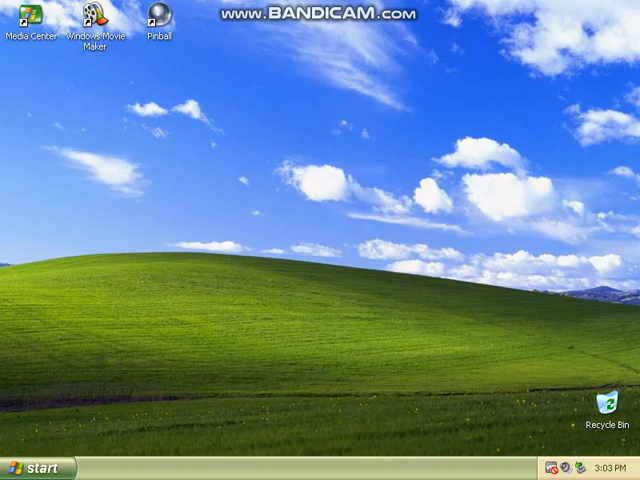 WWW.BANDICAM.COM
Media Center
Windows Movie
Maker
Pinball
Recycle Bin
start
3:03 PM